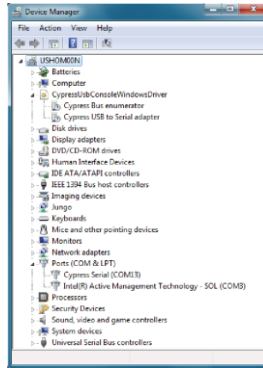 Device Manager
File Action View Help
USHOM00N
Batteries
Computer
CypressUsbConsoleWindowsDriver
Cypress Bus enumerator
Cypress USB to Serial adapter
Disk drives
Display adapters
DVD/CD-ROM drives
Human Interface Devices
IDE ATA/ATAPI controllers
IEEE 1394 Bus host controllers
Imaging devices
Jungo
Keyboards
Mice and other pointing devices
Monitors
Network adapters
Ports (COM & LPT)
Cypress Serial (COM13)
Intel(R) Active Management Technology - SOL (COM3)
Processors
Security Devices
Sound, video and game controllers
System devices
Universal Serial Bus controllers